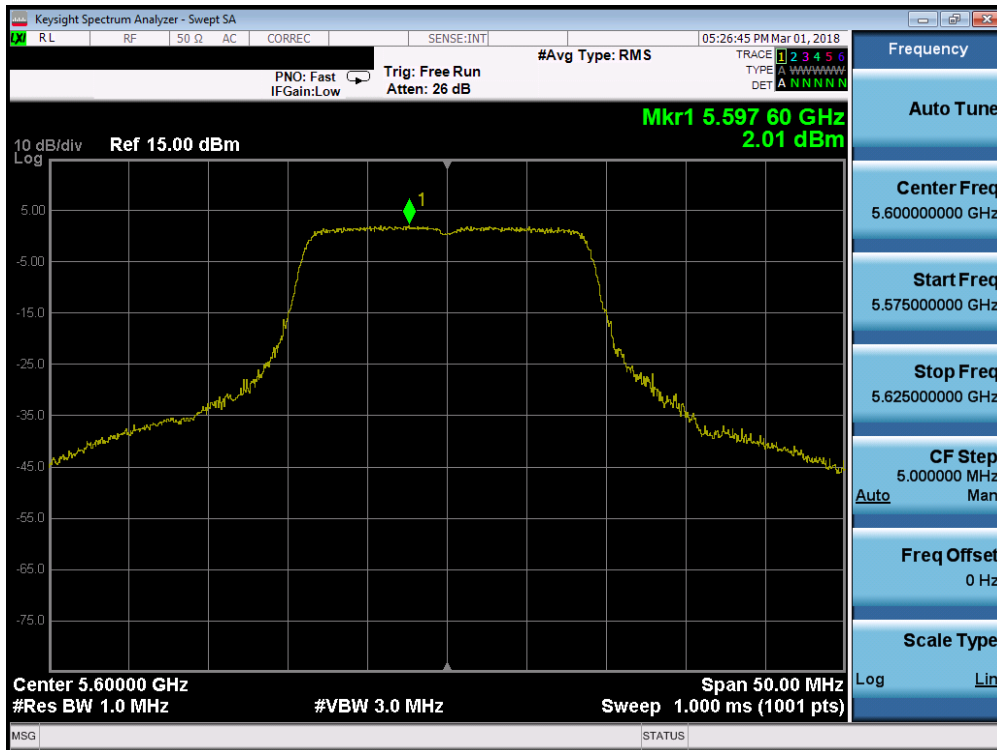 Keysight Spectrum Analyzer - Swept SA
LXI RL RF 50 Ω AC CORREC SENSE:INT 05:26:45 PM Mar 01, 2018
#Avg Type: RMS TRACE 1 2 3 4 5 6
PNO: Fast Trig: Free Run TYPE A WWWWW
IFGain:Low Atten: 26 dB DET A N N N N N
Mkr1 5.597 60 GHz
2.01 dBm
10 dB/div Ref 15.00 dBm
Log
1
5.00
-5.00
-15.0
-25.0
-35.0
-45.0
-55.0
-65.0
-75.0
Center 5.60000 GHz Span 50.00 MHz
#Res BW 1.0 MHz #VBW 3.0 MHz Sweep 1.000 ms (1001 pts)
MSG STATUS
Frequency
Auto Tune
Center Freq
5.600000000 GHz
Start Freq
5.575000000 GHz
Stop Freq
5.625000000 GHz
CF Step
5.000000 MHz
Auto Man
Freq Offset
0 Hz
Scale Type
Log Lin